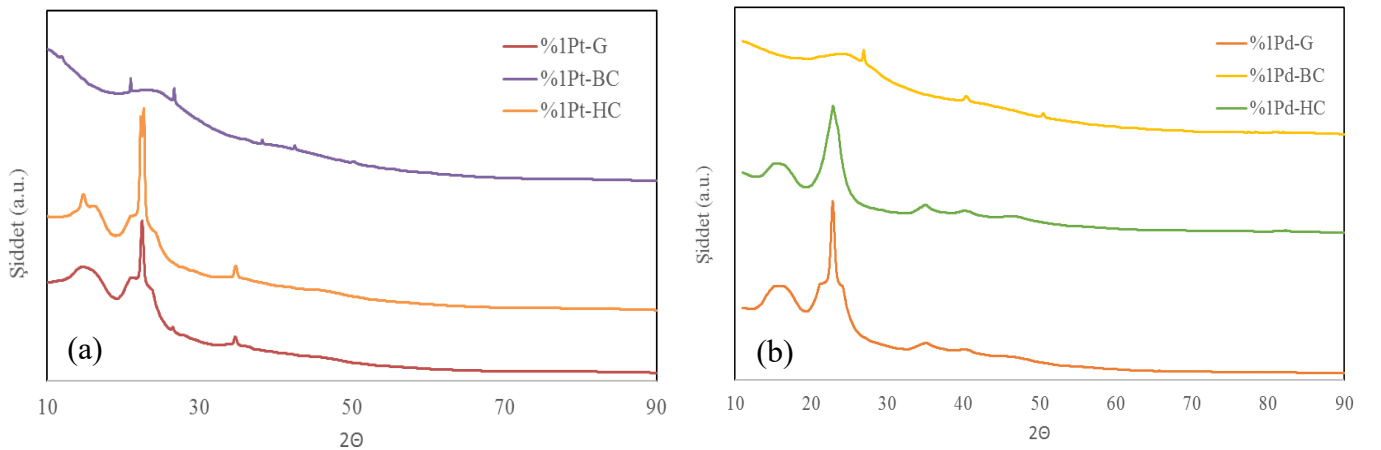 %1Pt-G
%1Pt-BC
%1Pt-HC
Şiddet (a.u.)
(a)
10 30 50 70 90
2Θ
%1Pd-G
%1Pd-BC
%1Pd-HC
Şiddet (a.u.)
(b)
10 20 30 40 50 60 70 80 90
2Θ